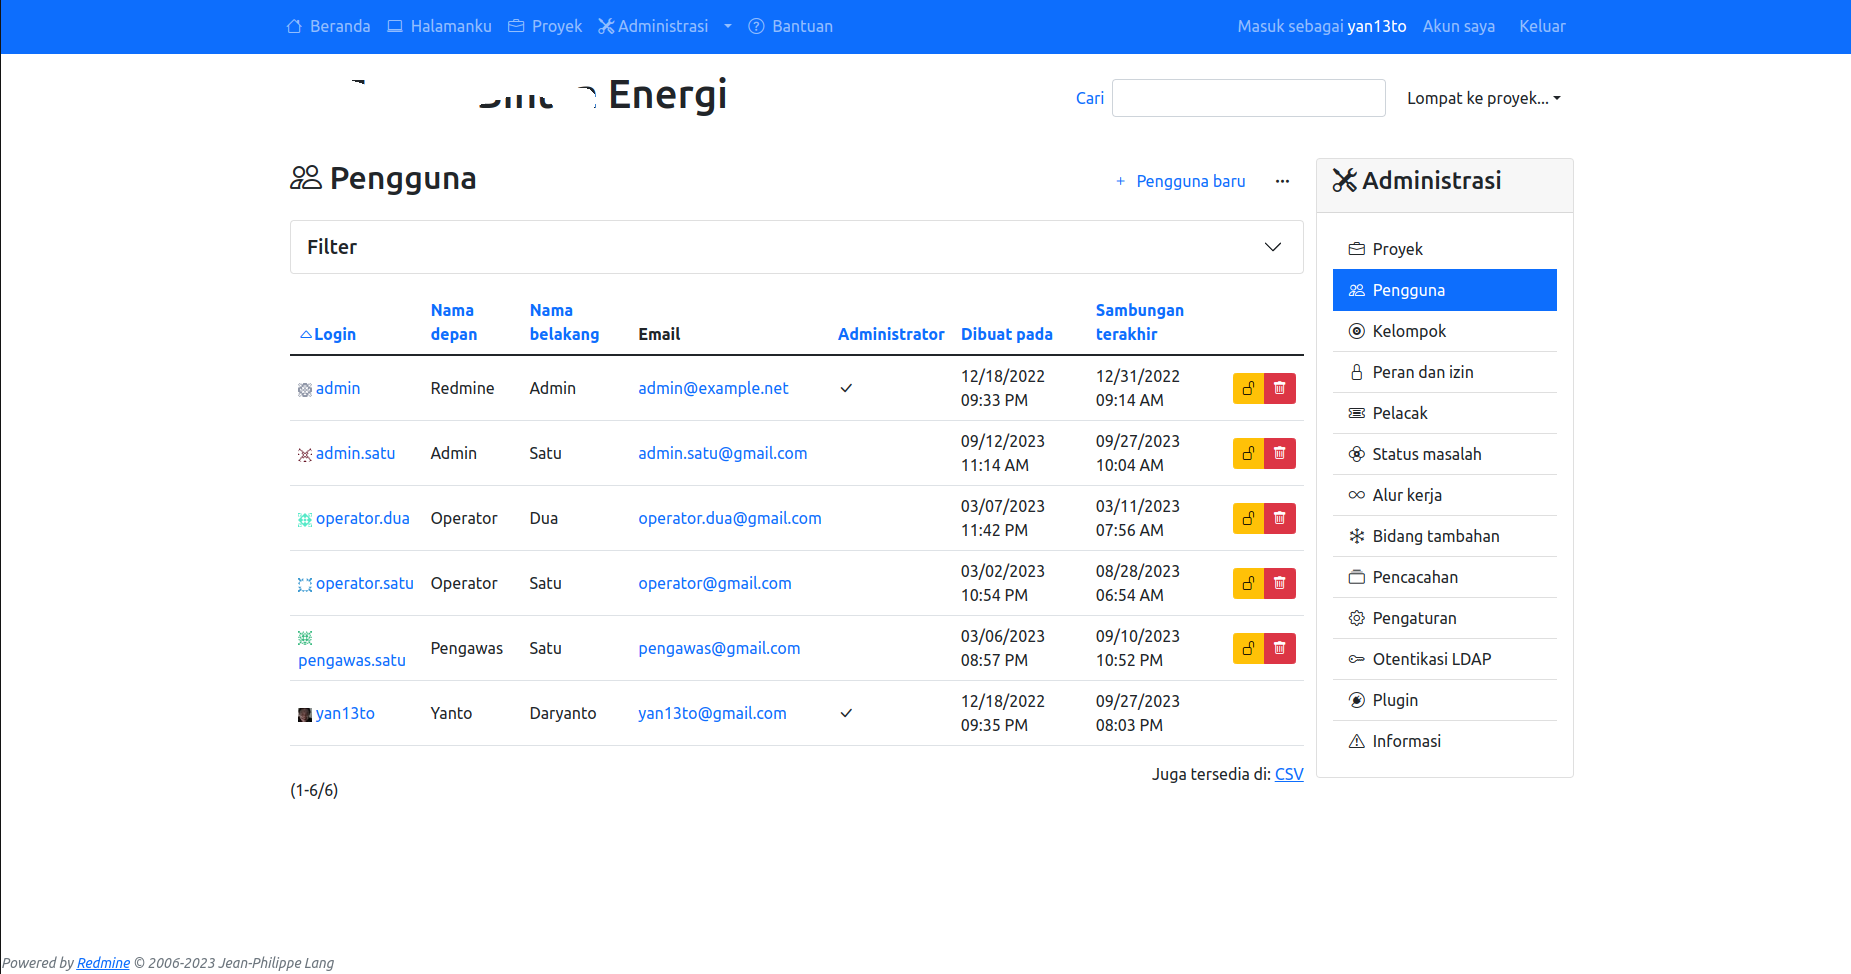 Beranda Halamanku Proyek Administrasi Bantuan Masuk sebagai yan13to Akun saya Keluar
Energi
Cari Lompat ke proyek...
Pengguna
+ Pengguna baru ...
Filter
Login Nama depan Nama belakang Email Administrator Dibuat pada Sambungan terakhir
admin Redmine Admin admin@example.net ✓ 12/18/2022 09:33 PM 12/31/2022 09:14 AM
admin.satu Admin Satu admin.satu@gmail.com 09/12/2023 11:14 AM 09/27/2023 10:04 AM
operator.dua Operator Dua operator.dua@gmail.com 03/07/2023 11:42 PM 03/11/2023 07:56 AM
operator.satu Operator Satu operator@gmail.com 03/02/2023 10:54 PM 08/28/2023 06:54 AM
pengawas.satu Pengawas Satu pengawas@gmail.com 03/06/2023 08:57 PM 09/10/2023 10:52 PM
yan13to Yanto Daryanto yan13to@gmail.com ✓ 12/18/2022 09:35 PM 09/27/2023 08:03 PM
Juga tersedia di: CSV
(1-6/6)
Administrasi
Proyek
Pengguna
Kelompok
Peran dan izin
Pelacak
Status masalah
Alur kerja
Bidang tambahan
Pencacahan
Pengaturan
Otentikasi LDAP
Plugin
Informasi
Powered by Redmine © 2006-2023 Jean-Philippe Lang